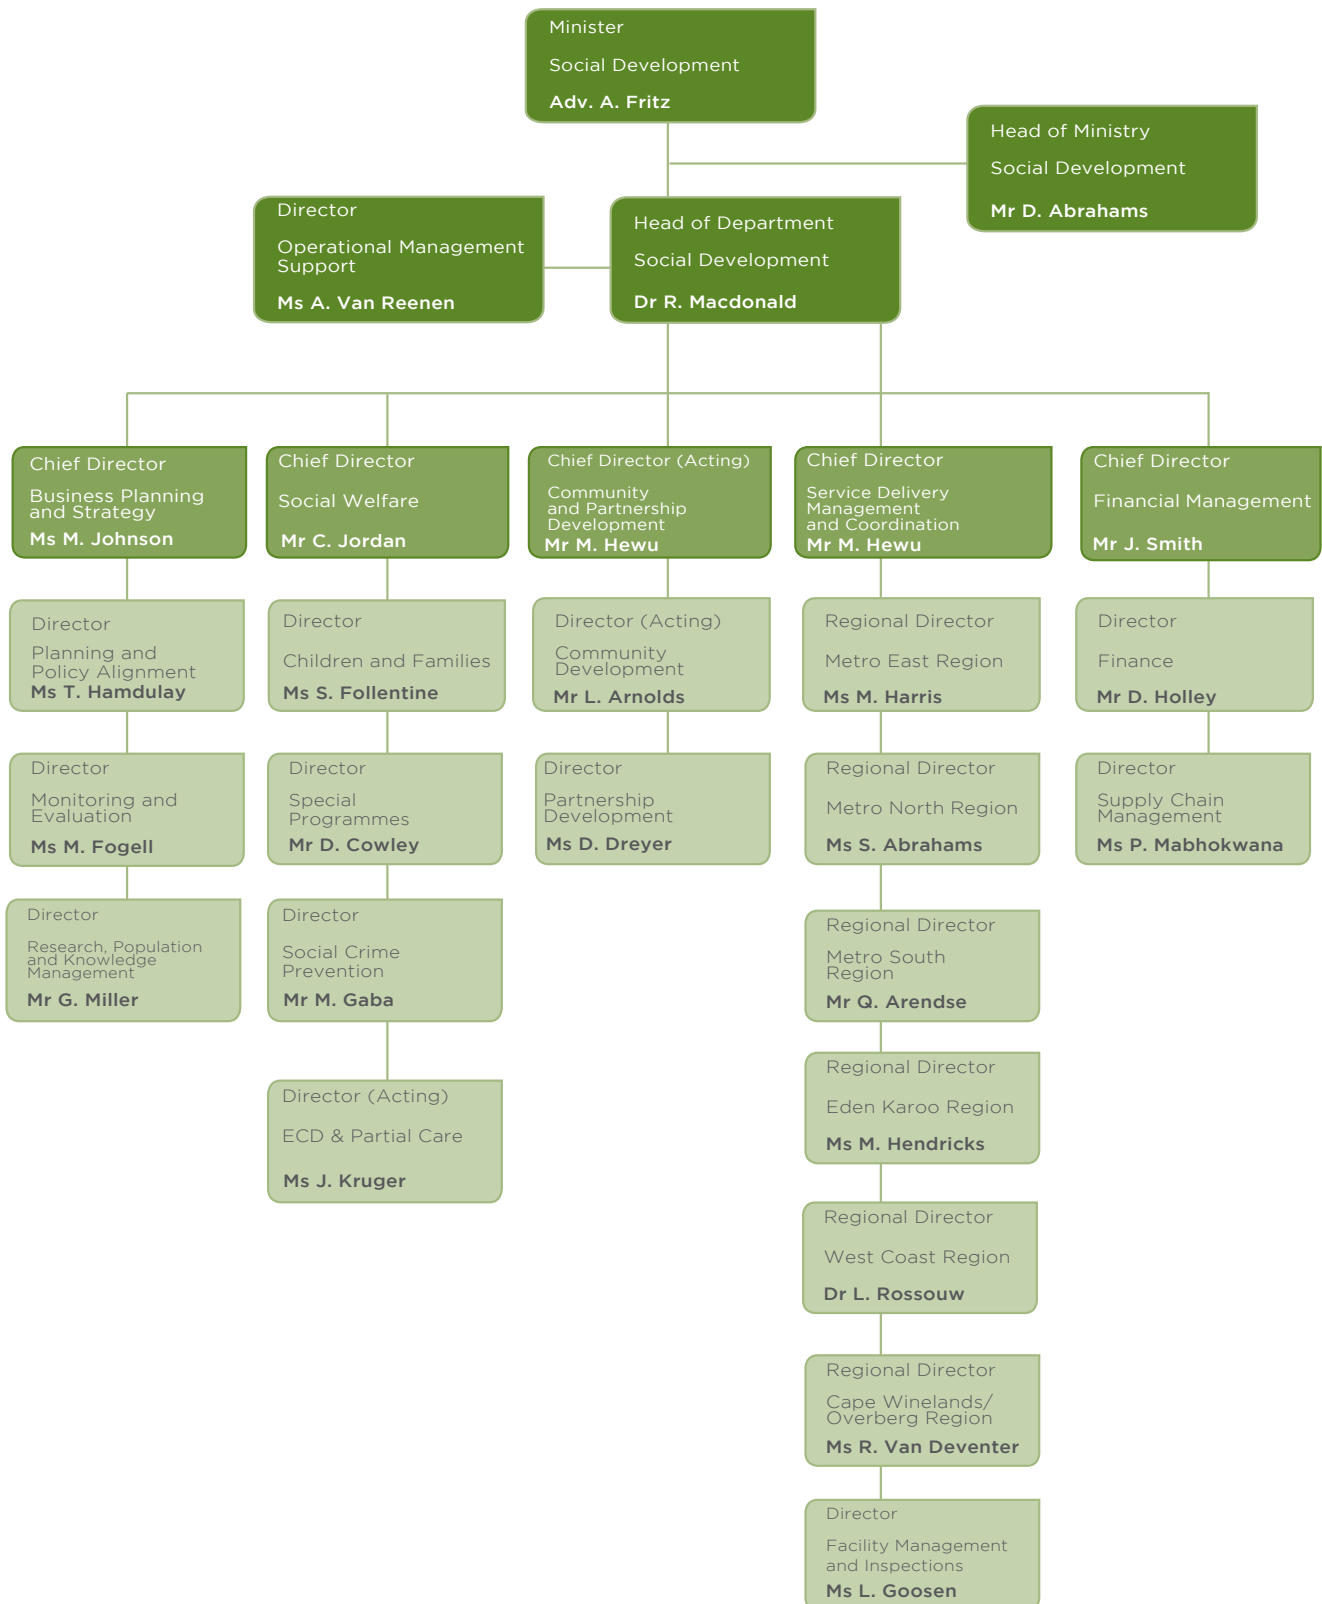 Minister
Social Development
Adv. A. Fritz
Head of Ministry
Social Development
Mr D. Abrahams
Director
Operational Management
Support
Ms A. Van Reenen
Head of Department
Social Development
Dr R. Macdonald
Chief Director
Business Planning
and Strategy
Ms M. Johnson
Chief Director
Social Welfare
Mr C. Jordan
Chief Director (Acting)
Community
and Partnership
Development
Mr M. Hewu
Chief Director
Service Delivery
Management
and Coordination
Mr M. Hewu
Chief Director
Financial Management
Mr J. Smith
Director
Planning and
Policy Alignment
Ms T. Hamdulay
Director
Children and Families
Ms S. Follentine
Director (Acting)
Community
Development
Mr L. Arnolds
Regional Director
Metro East Region
Ms M. Harris
Director
Finance
Mr D. Holley
Director
Monitoring and
Evaluation
Ms M. Fogell
Director
Special
Programmes
Mr D. Cowley
Director
Partnership
Development
Ms D. Dreyer
Regional Director
Metro North Region
Ms S. Abrahams
Director
Supply Chain
Management
Ms P. Mabhokwana
Director
Research, Population
and Knowledge
Management
Mr G. Miller
Director
Social Crime
Prevention
Mr M. Gaba
Regional Director
Metro South
Region
Mr Q. Arendse
Director (Acting)
ECD & Partial Care
Ms J. Kruger
Regional Director
Eden Karoo Region
Ms M. Hendricks
Regional Director
West Coast Region
Dr L. Rossouw
Regional Director
Cape Winelands/
Overberg Region
Ms R. Van Deventer
Director
Facility Management
and Inspections
Ms L. Goosen